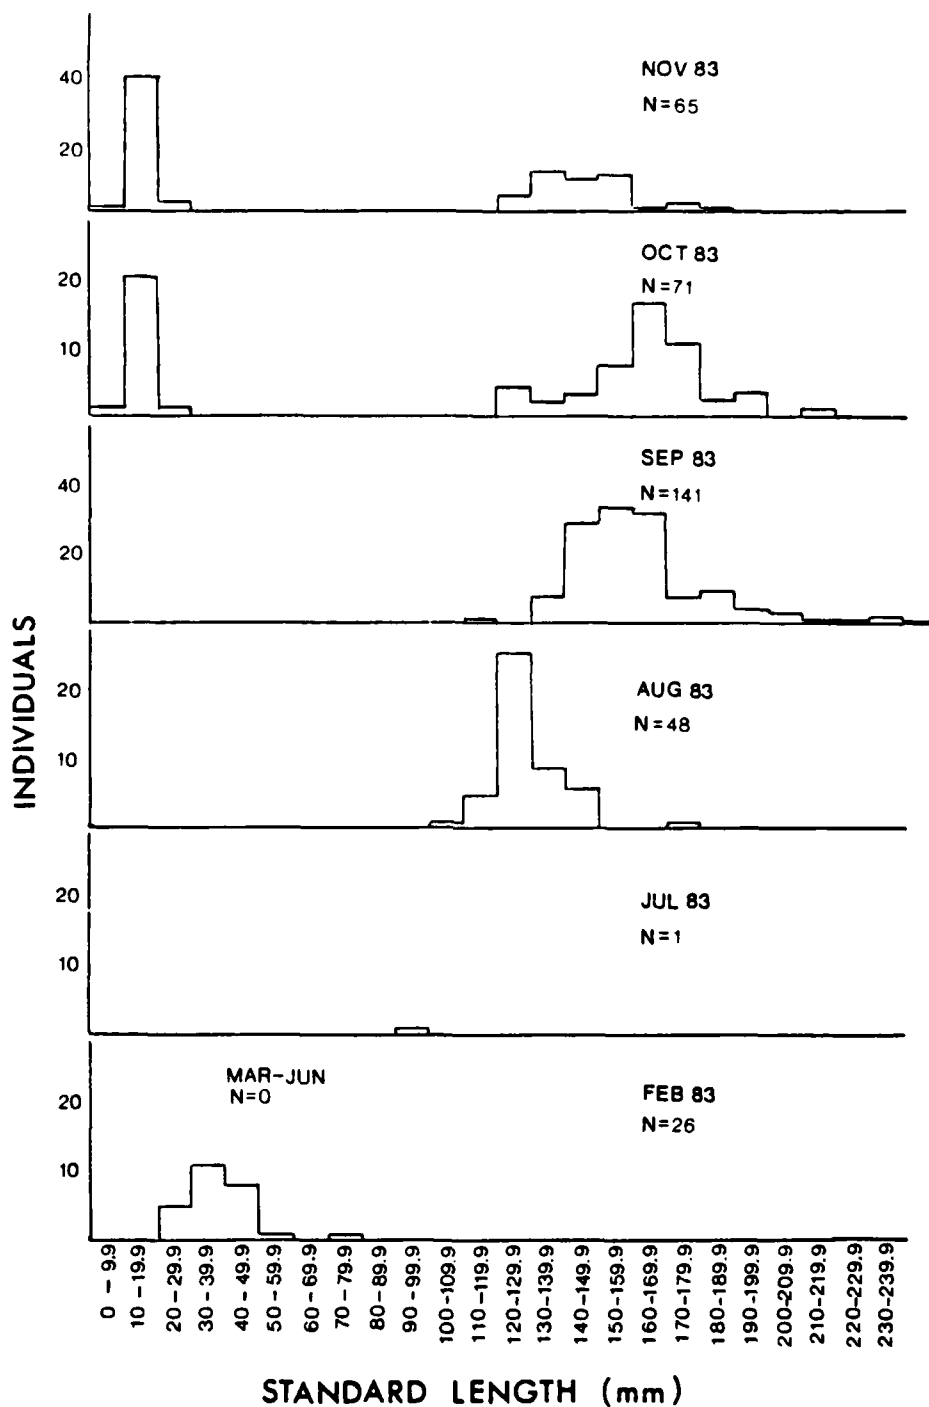 NOV 83
N=65
40
20
OCT 83
N=71
20
10
SEP 83
N=141
40
20
AUG 83
N=48
20
10
JUL 83
N=1
20
10
MAR-JUN
N=0
FEB 83
N=26
20
10
INDIVIDUALS
0-9.9
10-19.9
20-29.9
30-39.9
40-49.9
50-59.9
60-69.9
70-79.9
80-89.9
90-99.9
100-109.9
110-119.9
120-129.9
130-139.9
140-149.9
150-159.9
160-169.9
170-179.9
180-189.9
190-199.9
200-209.9
210-219.9
220-229.9
230-239.9
STANDARD LENGTH (mm)